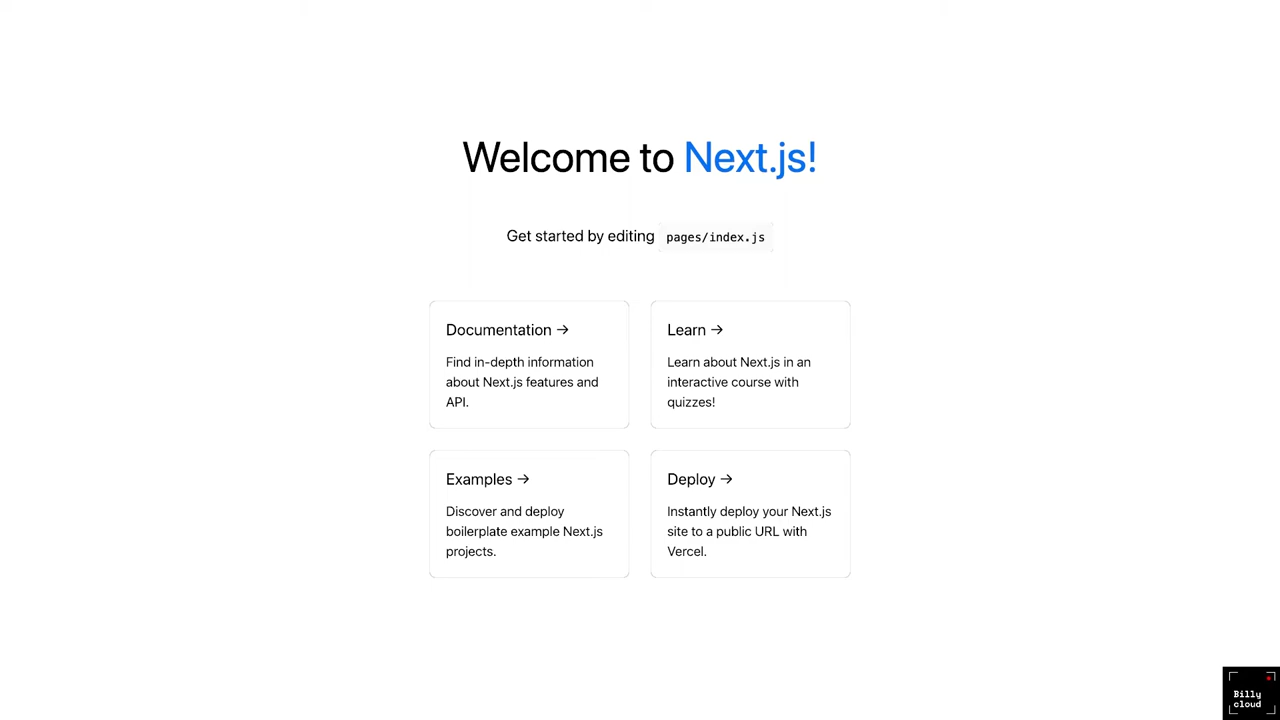 Welcome to Next.js!
Get started by editing pages/index.js
Documentation →
Find in-depth information
about Next.js features and
API.
Learn →
Learn about Next.js in an
interactive course with
quizzes!
Examples →
Discover and deploy
boilerplate example Next.js
projects.
Deploy →
Instantly deploy your Next.js
site to a public URL with
Vercel.
Billy
cloud